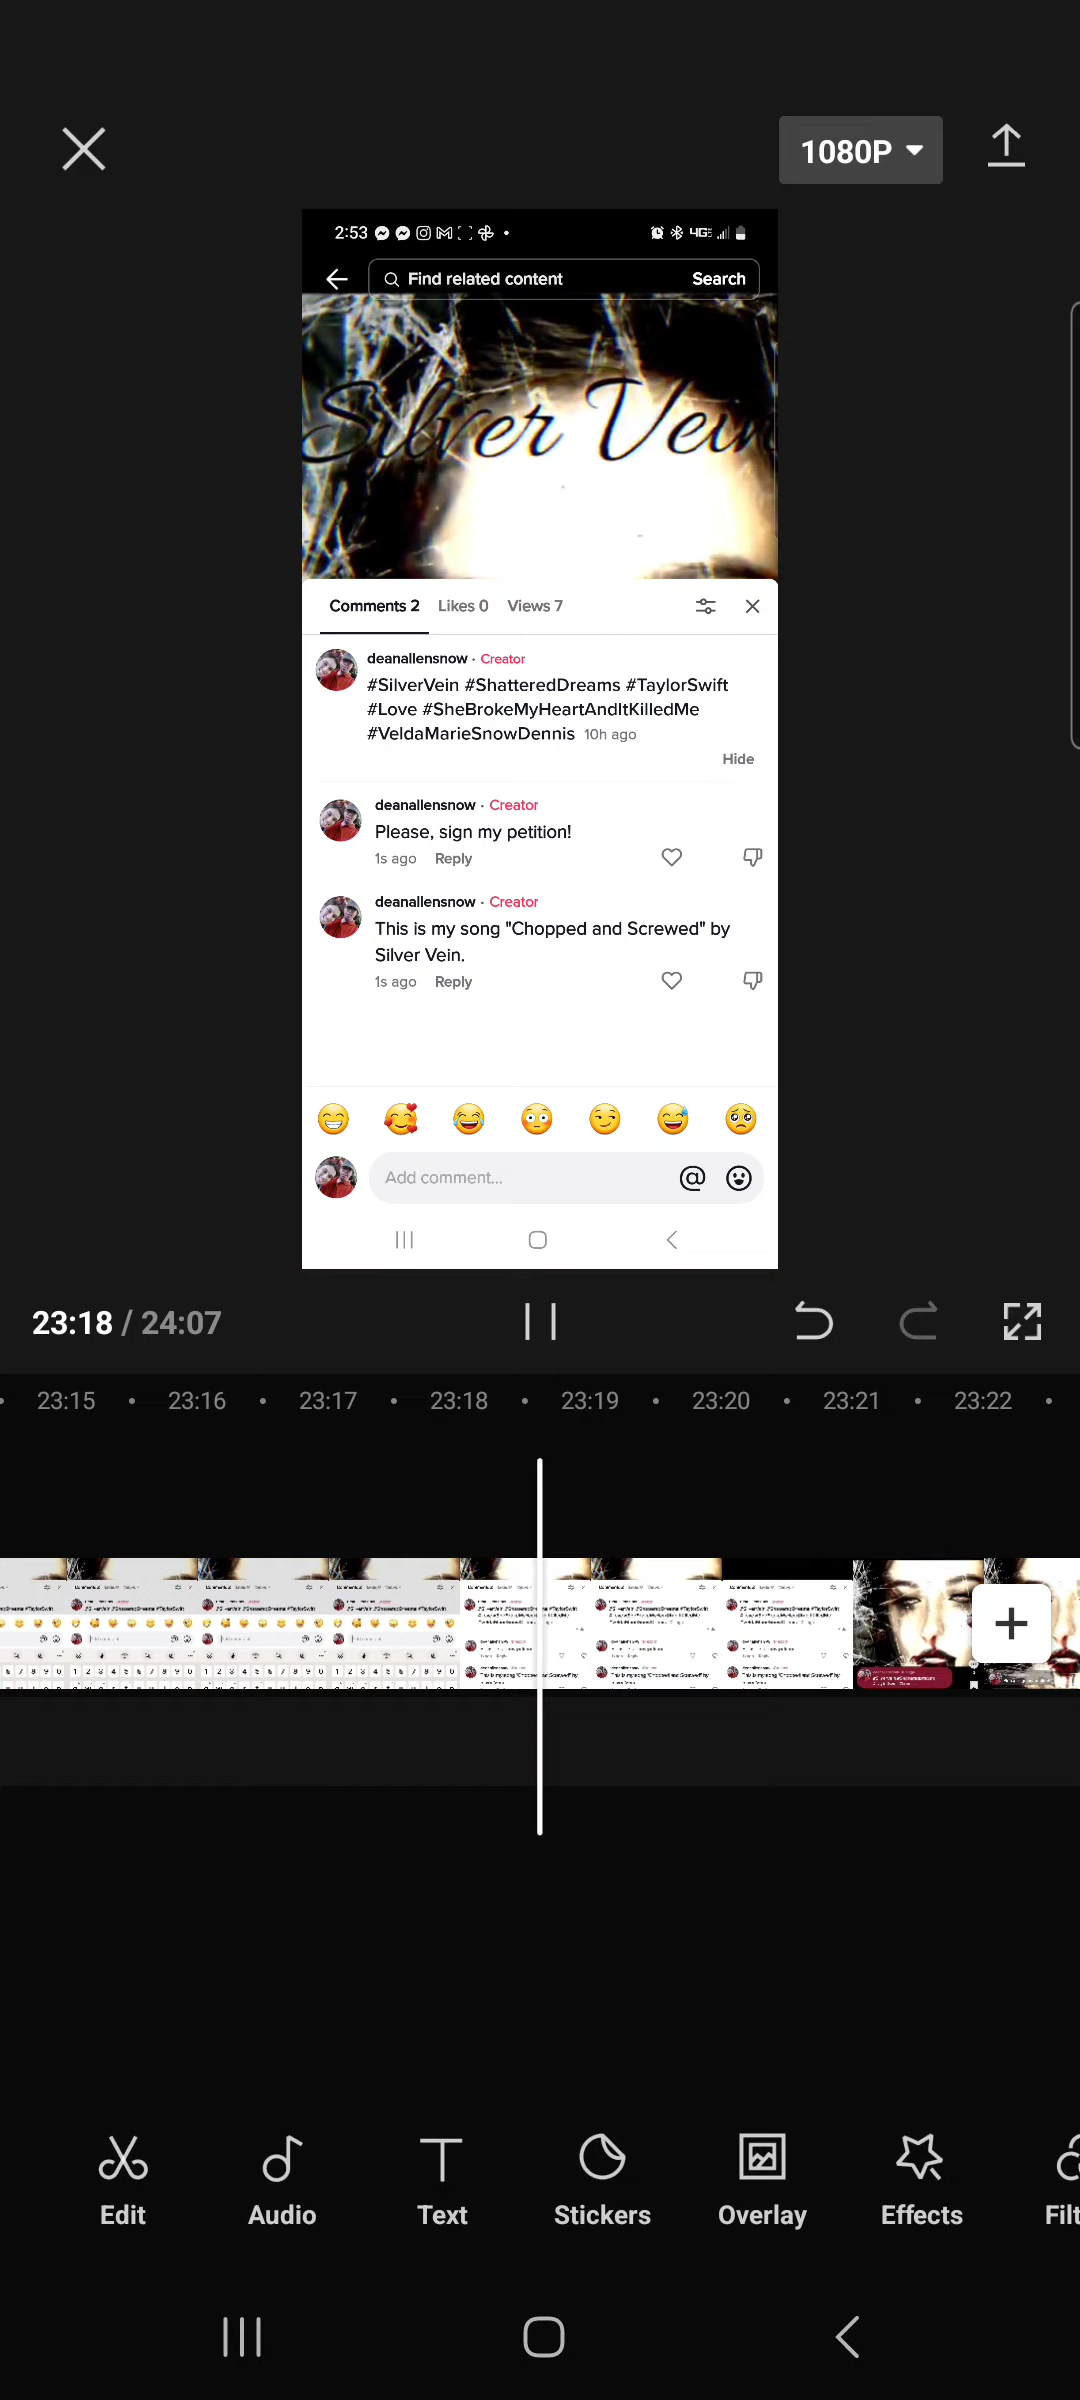 1080P
2:53
4G
Find related content
Search
Silver Vein
Comments 2
Likes 0
Views 7
deanallensnow · Creator
#SilverVein #ShatteredDreams #TaylorSwift
#Love #SheBrokeMyHeartAndItKilledMe
#VeldaMarieSnowDennis 10h ago
Hide
deanallensnow · Creator
Please, sign my petition!
1s ago Reply
deanallensnow · Creator
This is my song "Chopped and Screwed" by
Silver Vein.
1s ago Reply
Add comment...
23:18 / 24:07
23:15 23:16 23:17 23:18 23:19 23:20 23:21 23:22
Edit
Audio
Text
Stickers
Overlay
Effects
Filt